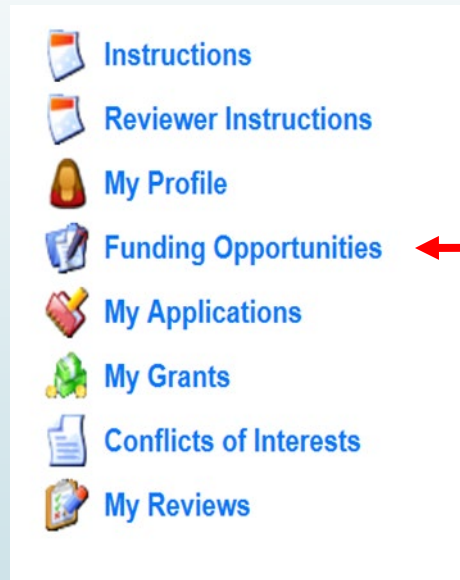 Instructions
Reviewer Instructions
My Profile
Funding Opportunities
My Applications
My Grants
Conflicts of Interests
My Reviews